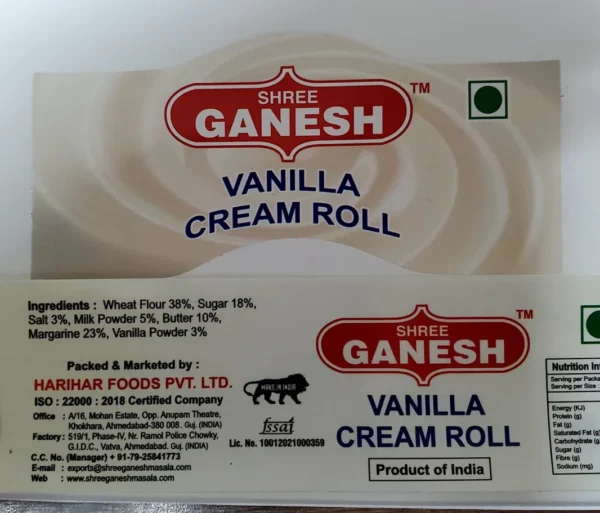 SHREE
GANESH
TM
VANILLA
CREAM ROLL
Ingredients : Wheat Flour 38%, Sugar 18%,
Salt 3%, Milk Powder 5%, Butter 10%,
Margarine 23%, Vanilla Powder 3%
Packed & Marketed by :
HARIHAR FOODS PVT. LTD.
ISO : 22000 : 2018 Certified Company
Office : A/16, Mohan Estate, Opp. Anupam Theatre,
Khokhara, Ahmedabad-380 008. Guj. (INDIA)
Factory : 519/1, Phase-IV, Nr. Ramol Police Chowky,
G.I.D.C., Vatva, Ahmedabad. Guj. (INDIA)
C.C. No. (Manager) + 91-79-25841773
E-mail : exports@shreeganeshmasala.com
Web : www.shreeganeshmasala.com
MAKE IN INDIA
fssai
Lic. No. 10012021000359
SHREE
GANESH
TM
VANILLA
CREAM ROLL
Product of India
Nutrition In
Serving per Packa
Serving per Size
Energy (KJ)
Protein (g)
Fat (g)
Saturated Fat (g)
Carbohydrate (g
Sugar (g)
Fibre (g)
Sodium (mg)